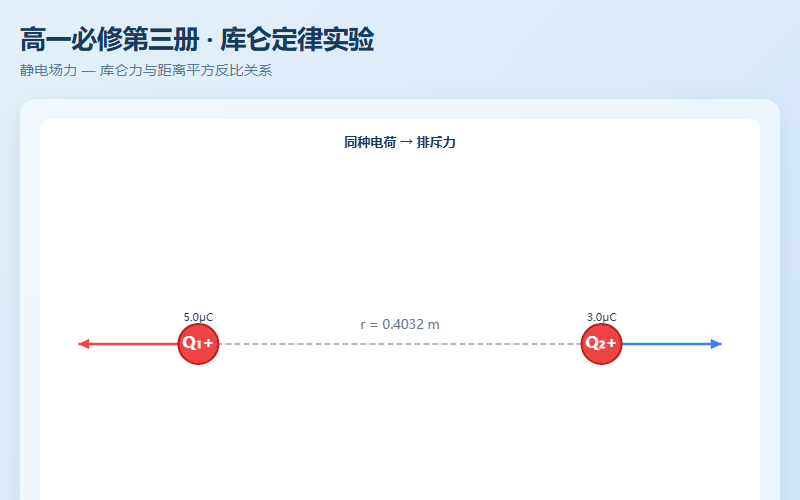 高一必修第三册 · 库仑定律实验
静电场力 — 库仑力与距离平方反比关系
同种电荷 → 排斥力
5.0μC
r = 0.4032 m
3.0μC
Q₁+
Q₂+